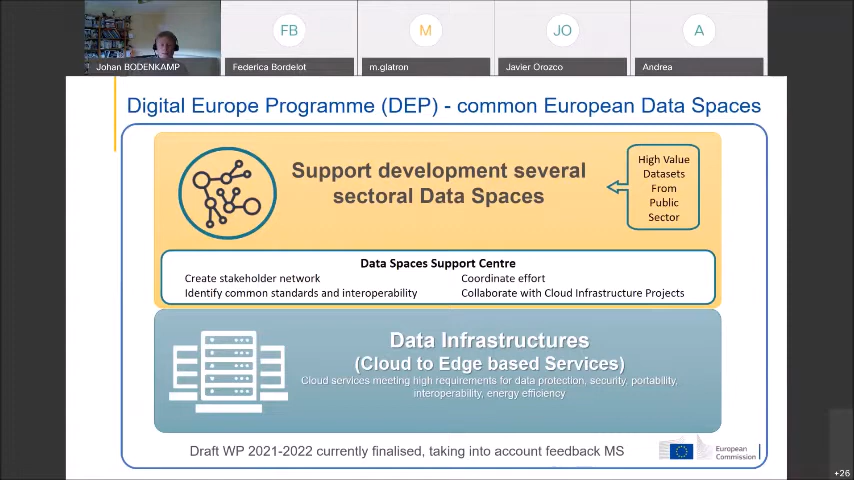 FB
M
JO
A
Johan BODENKAMP
Federica Bordelot
m.glatron
Javier Orozco
Andrea
Digital Europe Programme (DEP) - common European Data Spaces
Support development several
sectoral Data Spaces
High Value
Datasets
From
Public
Sector
Data Spaces Support Centre
Create stakeholder network
Coordinate effort
Identify common standards and interoperability
Collaborate with Cloud Infrastructure Projects
Data Infrastructures
(Cloud to Edge based Services)
Cloud services meeting high requirements for data protection, security, portability,
interoperability, energy efficiency
Draft WP 2021-2022 currently finalised, taking into account feedback MS
European
Commission
+26